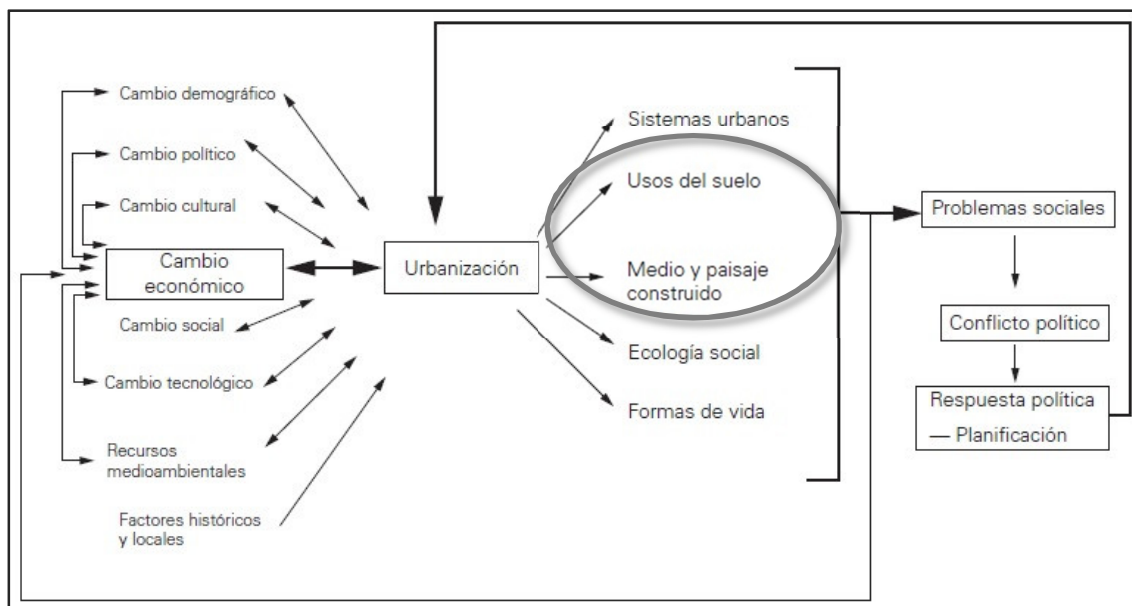 Cambio demográfico
Cambio político
Cambio cultural
Cambio
económico
Cambio social
Cambio tecnológico
Recursos
medioambientales
Factores históricos
y locales
Urbanización
Sistemas urbanos
Usos del suelo
Medio y paisaje
construido
Ecología social
Formas de vida
Problemas sociales
Conflicto político
Respuesta política
— Planificación